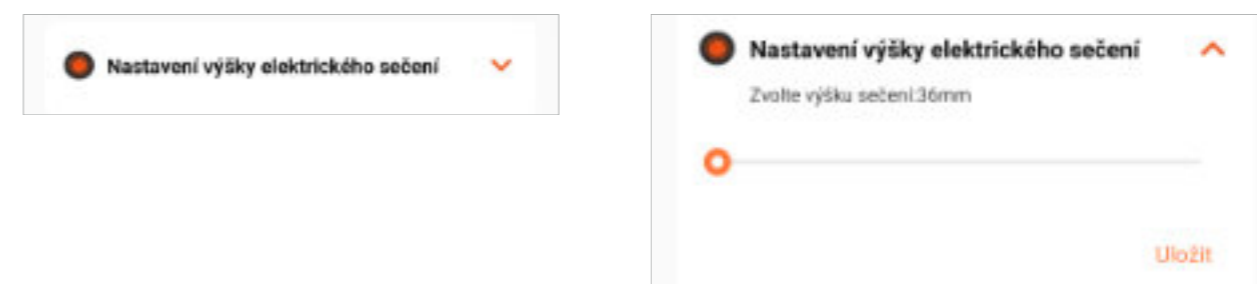 Nastavení výšky elektrického sečení
Nastavení výšky elektrického sečení
Zvolte výšku sečení:36mm
Uložit